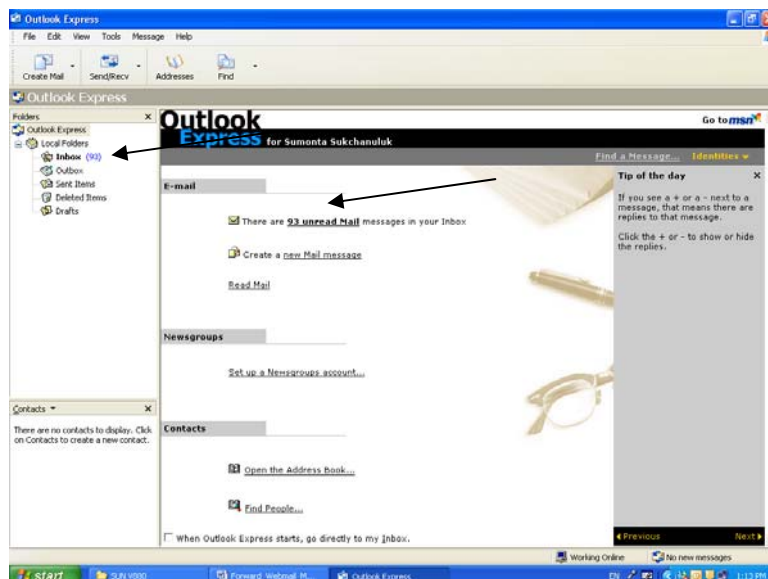 Outlook Express
File Edit View Tools Message Help
Create Mail Send/Recv Addresses Find
Outlook Express
Folders
Outlook Express
Local Folders
Inbox (93)
Outbox
Sent Items
Deleted Items
Drafts
Contacts
There are no contacts to display. Click
on Contacts to create a new contact.
Outlook
Express for Sumonta Sukchanuluk
Go to msn
Find a Message... Identities
E-mail
There are 93 unread Mail messages in your Inbox
Create a new Mail message
Read Mail
Newsgroups
Set up a Newsgroups account...
Contacts
Open the Address Book...
Find People...
When Outlook Express starts, go directly to my Inbox.
Tip of the day
If you see a + or a - next to a
message, that means there are
replies to that message.
Click the + or - to show or hide
the replies.
Previous Next
Working Online No new messages
start SUN V880 Forward Webmail M... Outlook Express EN 1:13 PM